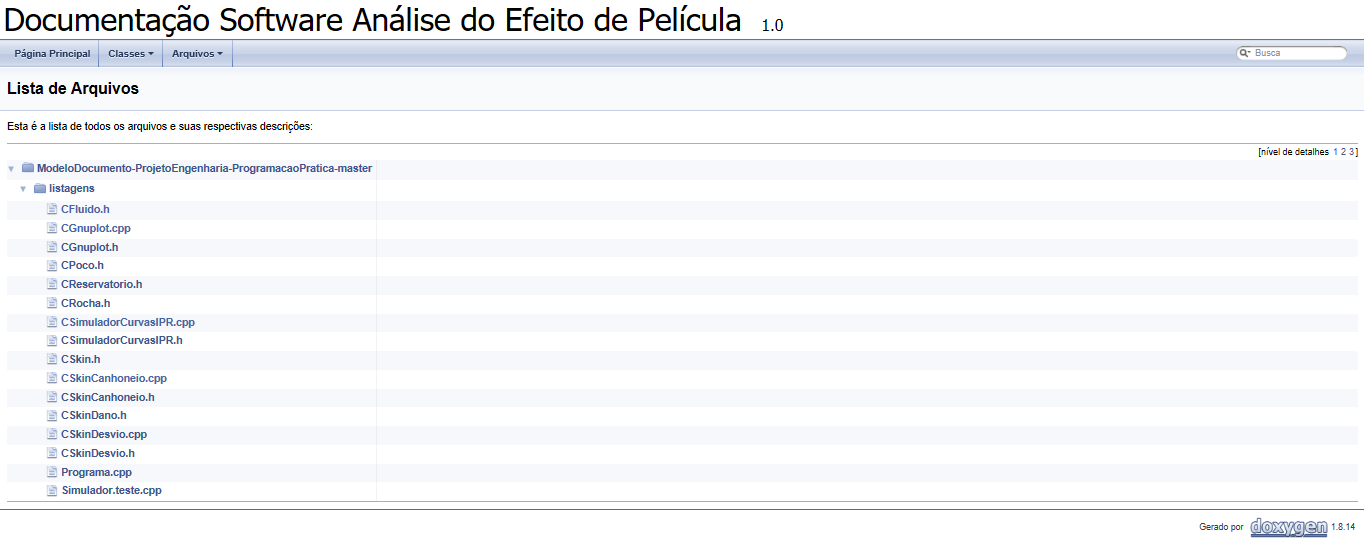 Documentação Software Análise do Efeito de Película 1.0
Página Principal Classes Arquivos Busca
Lista de Arquivos
Esta é a lista de todos os arquivos e suas respectivas descrições:
[nível de detalhes 1 2 3]
ModeloDocumento-ProjetoEngenharia-ProgramacaoPratica-master
listagens
CFluido.h
CGnuplot.cpp
CGnuplot.h
CPoco.h
CReservatorio.h
CRocha.h
CSimuladorCurvasIPR.cpp
CSimuladorCurvasIPR.h
CSkin.h
CSkinCanhoneio.cpp
CSkinCanhoneio.h
CSkinDano.h
CSkinDesvio.cpp
CSkinDesvio.h
Programa.cpp
Simulador.teste.cpp
Gerado por doxygen 1.8.14